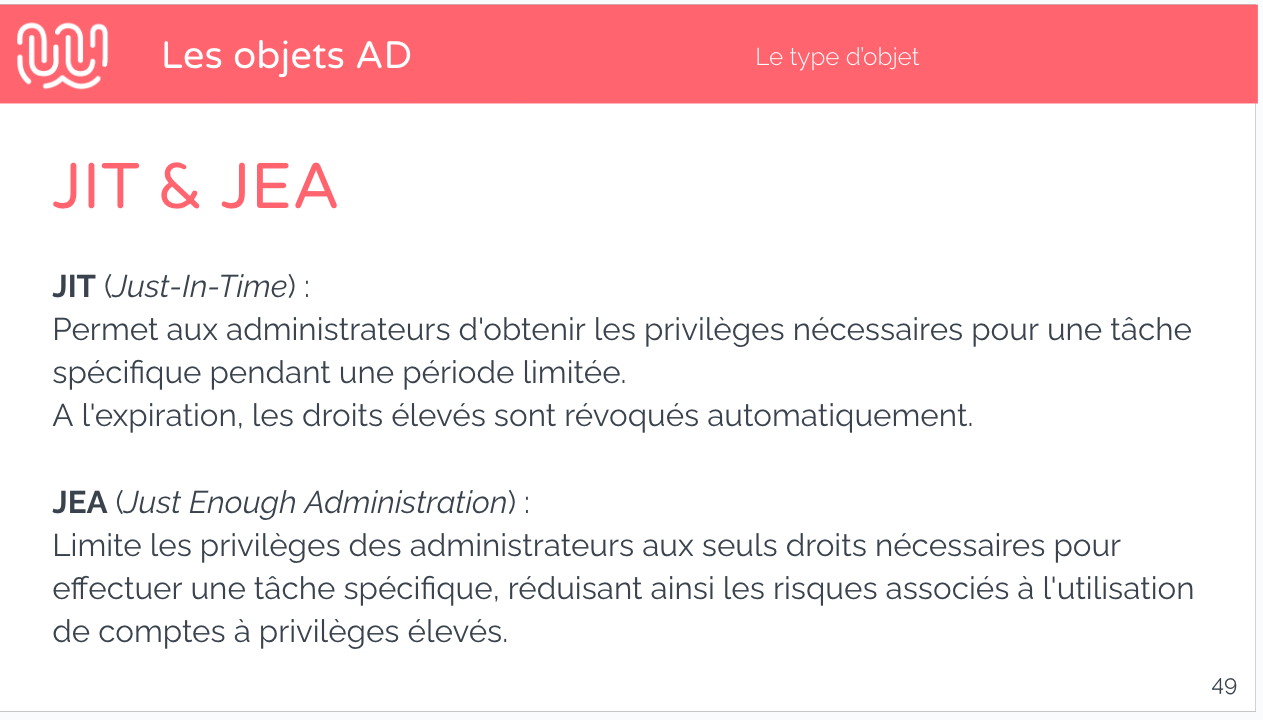 Les objets AD
Le type d'objet
JIT & JEA
JIT (Just-In-Time) :
Permet aux administrateurs d'obtenir les privilèges nécessaires pour une tâche
spécifique pendant une période limitée.
A l'expiration, les droits élevés sont révoqués automatiquement.
JEA (Just Enough Administration) :
Limite les privilèges des administrateurs aux seuls droits nécessaires pour
effectuer une tâche spécifique, réduisant ainsi les risques associés à l'utilisation
de comptes à privilèges élevés.
49